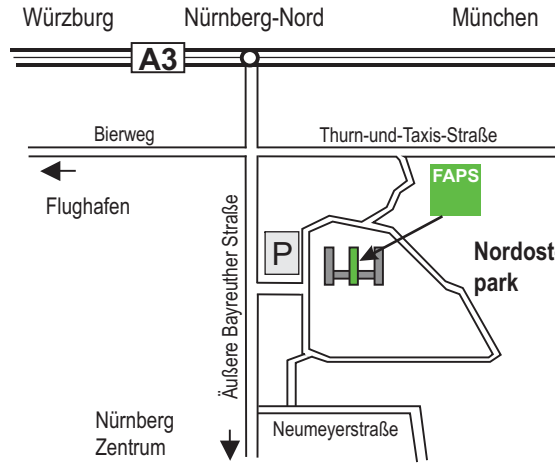 Würzburg
Nürnberg-Nord
München
A3
Bierweg
Thurn-und-Taxis-Straße
FAPS
Flughafen
Äußere Bayreuther Straße
P
Nordost
park
Nürnberg
Zentrum
Neumeyerstraße